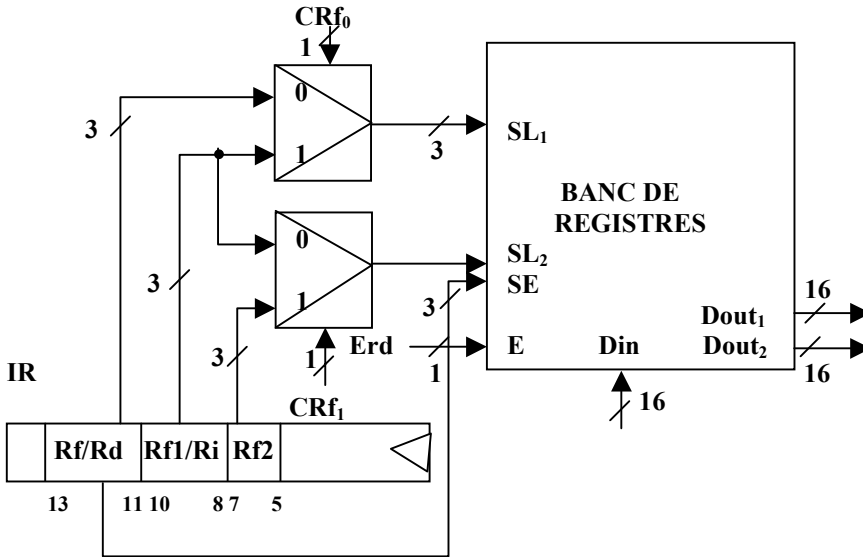 CRf₀
1
0
3
1
3
SL₁
BANC DE
REGISTRES
0
3
1
SL₂
SE
3
3
16
Dout₁
Erd
E
Din
Dout₂
1
1
16
IR
CRf₁
16
Rf/Rd
Rf1/Ri
Rf2
13
11
10
8
7
5